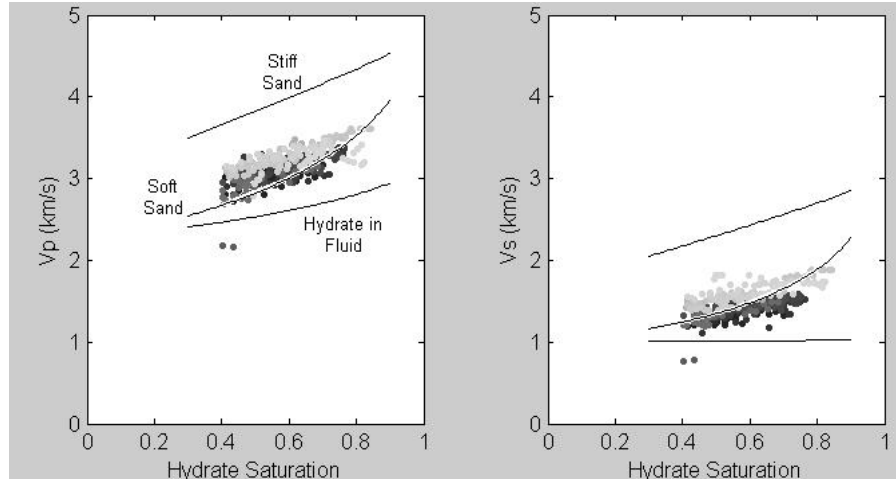 5
4
3
2
1
0
Vp (km/s)
Stiff
Sand
Soft
Sand
Hydrate in
Fluid
0
0.2
0.4
0.6
0.8
1
Hydrate Saturation
5
4
3
2
1
0
Vs (km/s)
0
0.2
0.4
0.6
0.8
1
Hydrate Saturation